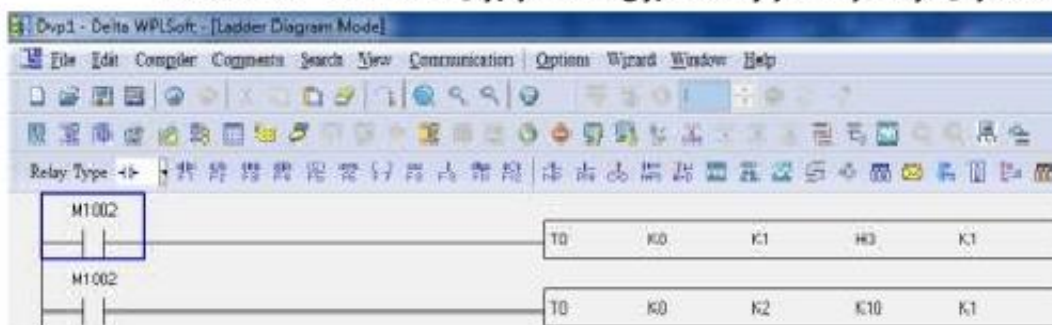 Dvp1 - Delta WPLSoft - [Ladder Diagram Mode]
File Edit Compiler Comments Search View Communication Options Wizard Window Help
Relay Type
M1002
TO K0 K1 H3 K1
M1002
TO K0 K2 K10 K1